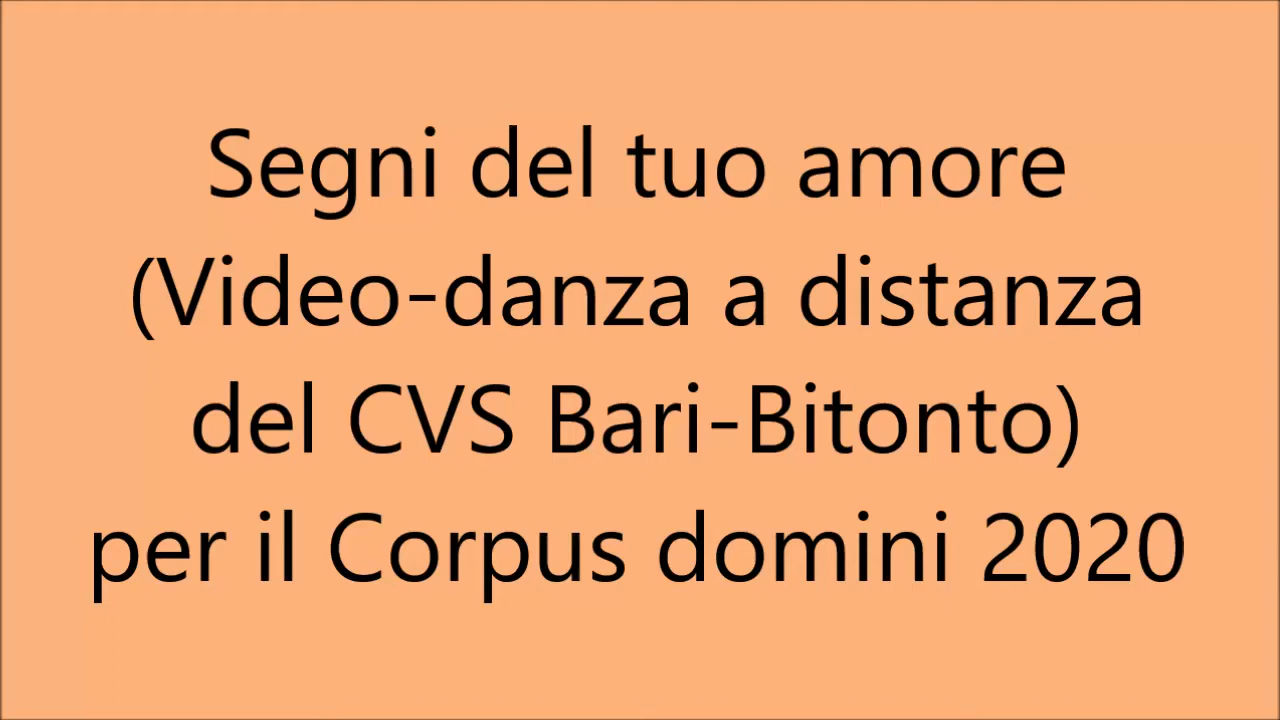 Segni del tuo amore
(Video-danza a distanza
del CVS Bari-Bitonto)
per il Corpus domini 2020